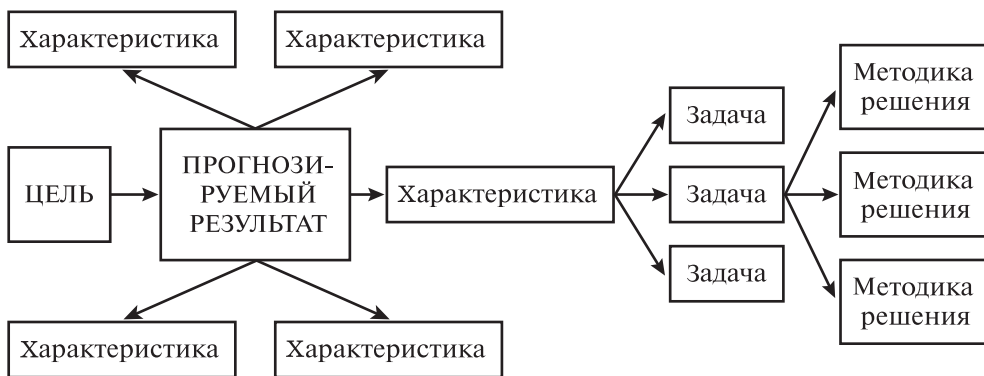 Характеристика
Характеристика
ЦЕЛЬ
ПРОГНОЗИ-
РУЕМЫЙ
РЕЗУЛЬТАТ
Характеристика
Задача
Задача
Задача
Методика
решения
Методика
решения
Методика
решения
Характеристика
Характеристика